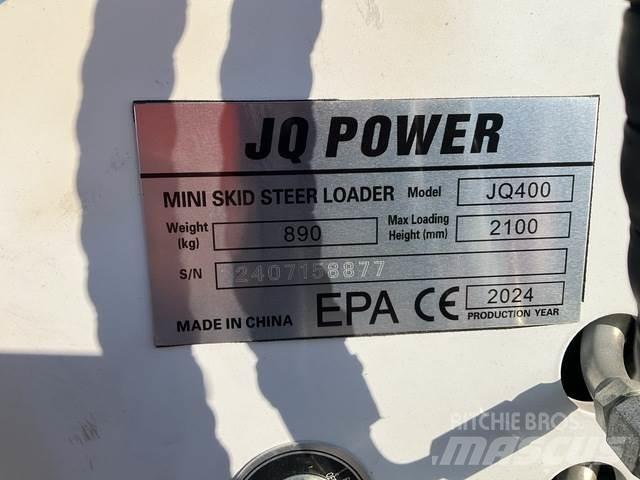 JQ POWER
MINI SKID STEER LOADER Model JQ400
Weight (kg) 890 Max Loading Height (mm) 2100
S/N 22407158877
MADE IN CHINA EPA CE 2024
PRODUCTION YEAR
RITCHIE BROS.
MASCUS